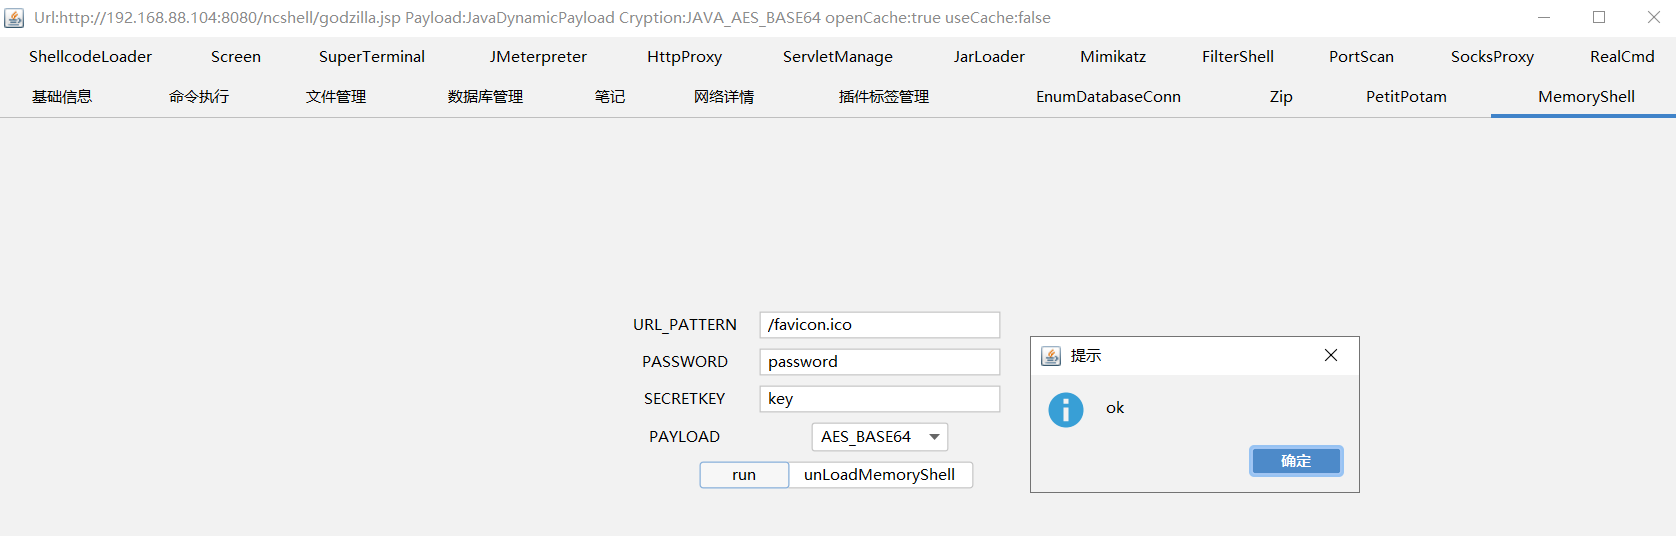 Url:http://192.168.88.104:8080/ncshell/godzilla.jsp Payload:JavaDynamicPayload Cryption:JAVA_AES_BASE64 openCache:true useCache:false
ShellcodeLoader Screen SuperTerminal JMeterpreter HttpProxy ServletManage JarLoader Mimikatz FilterShell PortScan SocksProxy RealCmd
基础信息 命令执行 文件管理 数据库管理 笔记 网络详情 插件标签管理 EnumDatabaseConn Zip PetitPotam MemoryShell
URL_PATTERN /favicon.ico
PASSWORD password
SECRETKEY key
PAYLOAD AES_BASE64
run unLoadMemoryShell
提示
ok
确定